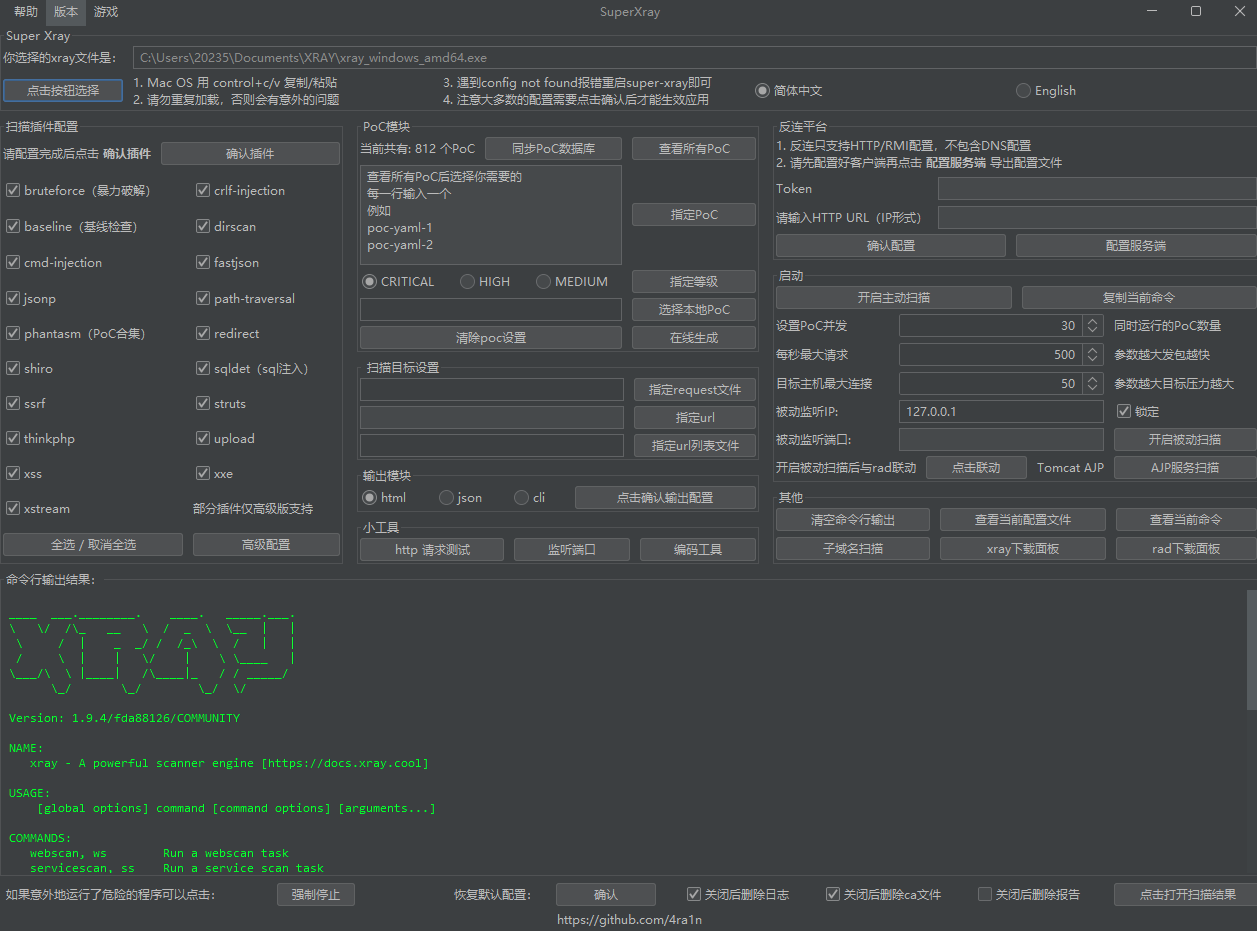 帮助 版本 游戏 SuperXray
Super Xray
你选择的xray文件是： C:\Users\20235\Documents\XRAY\xray_windows_amd64.exe
点击按钮选择
1. Mac OS 用 control+c/v 复制/粘贴
2. 请勿重复加载，否则会有意外的问题
3. 遇到config not found报错重启super-xray即可
4. 注意大多数的配置需要点击确认后才能生效应用
简体中文 English
扫描插件配置
请配置完成后点击 确认插件 确认插件
bruteforce（暴力破解） crlf-injection
baseline（基线检查） dirscan
cmd-injection fastjson
jsonp path-traversal
phantasm（PoC合集） redirect
shiro sqldet（sql注入）
ssrf struts
thinkphp upload
xss xxe
xstream 部分插件仅高级版支持
全选 / 取消全选 高级配置
PoC模块
当前共有: 812 个PoC 同步PoC数据库 查看所有PoC
查看所有PoC后选择你需要的
每一行输入一个
例如
poc-yaml-1
poc-yaml-2
指定PoC
CRITICAL HIGH MEDIUM 指定等级
选择本地PoC
清除poc设置 在线生成
扫描目标设置
指定request文件
指定url
指定url列表文件
输出模块
html json cli 点击确认输出配置
小工具
http 请求测试 监听端口 编码工具
反连平台
1. 反连只支持HTTP/RMI配置，不包含DNS配置
2. 请先配置好客户端再点击 配置服务端 导出配置文件
Token
请输入HTTP URL（IP形式）
确认配置 配置服务端
启动
开启主动扫描 复制当前命令
设置PoC并发 30 同时运行的PoC数量
每秒最大请求 500 参数越大发包越快
目标主机最大连接 50 参数越大目标压力越大
被动监听IP: 127.0.0.1 锁定
被动监听端口: 开启被动扫描
开启被动扫描后与rad联动 点击联动 Tomcat AJP AJP服务扫描
其他
清空命令行输出 查看当前配置文件 查看当前命令
子域名扫描 xray下载面板 rad下载面板
命令行输出结果：
XRAY
Version: 1.9.4/fda88126/COMMUNITY
NAME:
xray - A powerful scanner engine [https://docs.xray.cool]
USAGE:
[global options] command [command options] [arguments...]
COMMANDS:
webscan, ws Run a webscan task
servicescan, ss Run a service scan task
如果意外地运行了危险的程序可以点击： 强制停止 恢复默认配置： 确认 关闭后删除日志 关闭后删除ca文件 关闭后删除报告 点击打开扫描结果
https://github.com/4ra1n